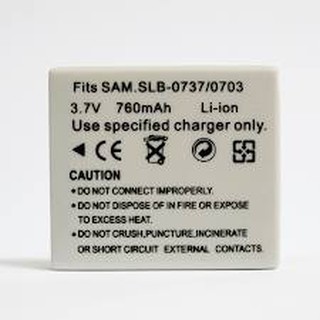 Fits SAM.SLB-0737/0703
3.7V 760mAh Li-ion
Use specified charger only.
CE
CAUTION
•DO NOT CONNECT IMPROPERLY.
•DO NOT DISPOSE OF IN FIRE OR EXPOSE
TO EXCESS HEAT.
•DO NOT CRUSH,PUNCTURE,INCINERATE
OR SHORT CIRCUIT EXTERNAL CONTACTS.